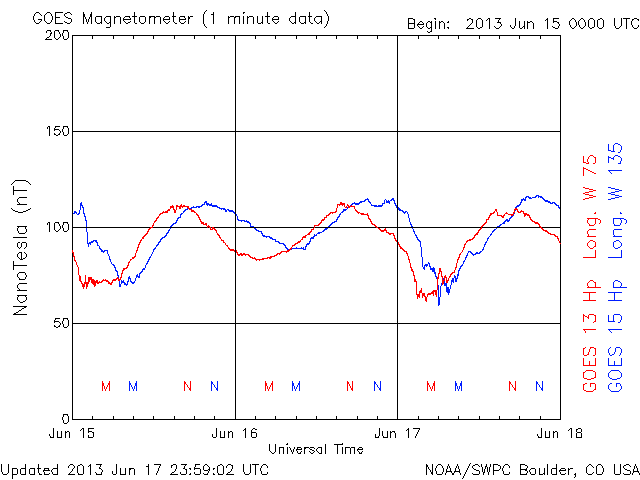 GOES Magnetometer (1 minute data)
Begin: 2013 Jun 15 0000 UTC
200
150
100
50
0
NanoTesla (nT)
M M N N M M N N M M N N
Jun 15 Jun 16 Jun 17 Jun 18
Universal Time
GOES 13 Hp Long. W 75
GOES 15 Hp Long. W 135
Updated 2013 Jun 17 23:59:02 UTC
NOAA/SWPC Boulder, CO USA